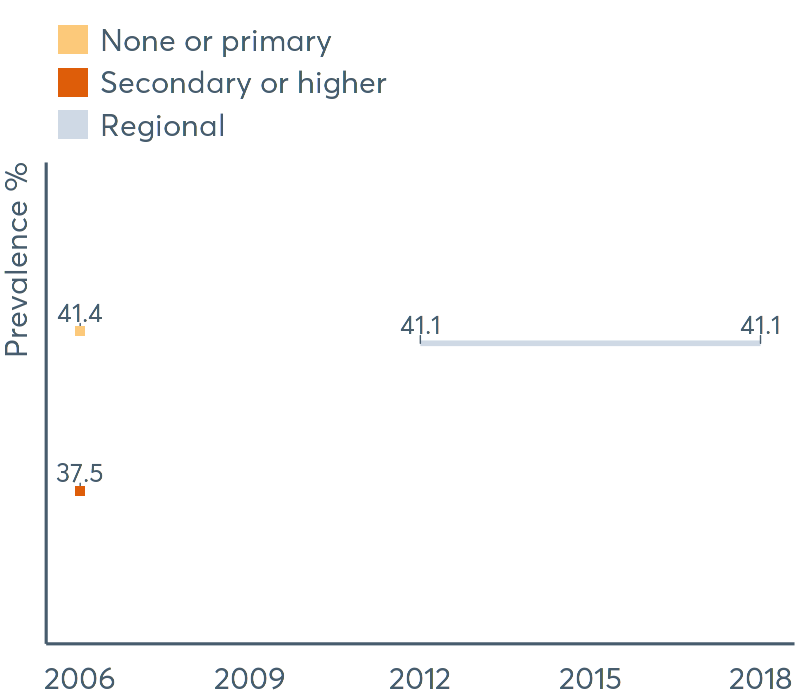 None or primary
Secondary or higher
Regional
Prevalence %
41.4
41.1
41.1
37.5
2006
2009
2012
2015
2018